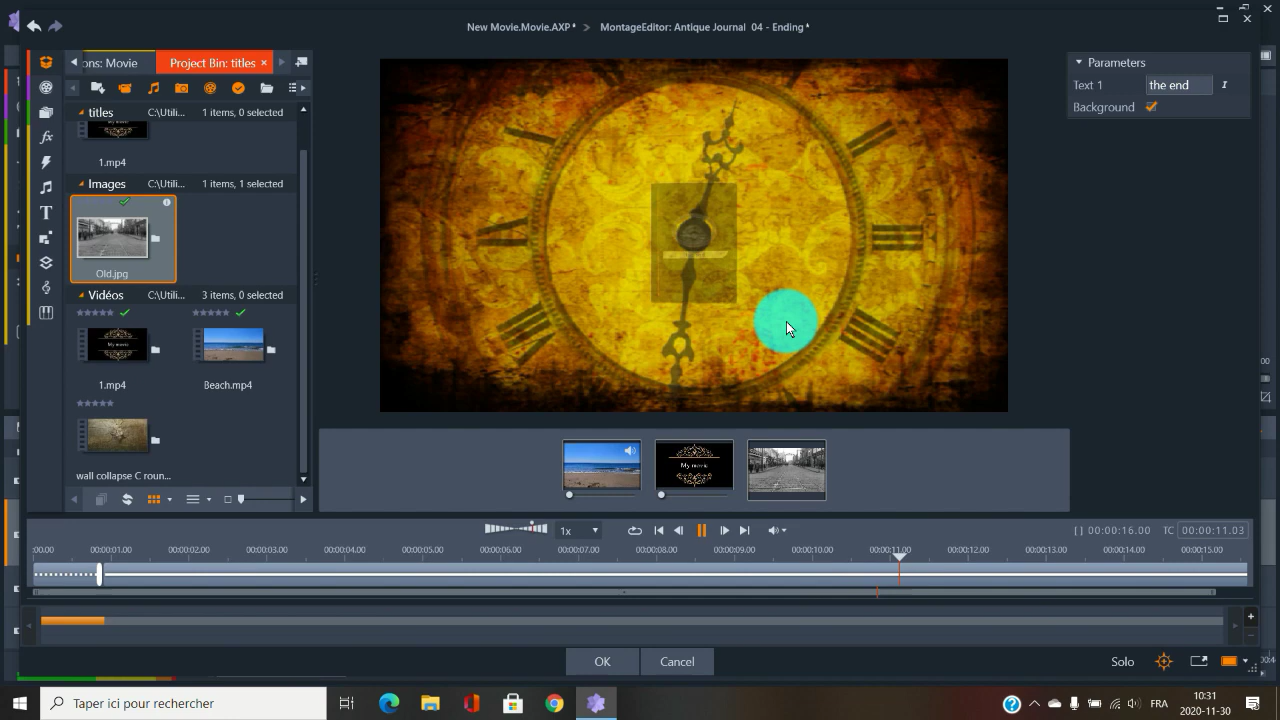 New Movie.Movie.AXP* > MontageEditor: Antique Journal 04 - Ending *
ons: Movie
Project Bin: titles ×
titles C:\Utili... 1 items, 0 selected
1.mp4
Images C:\Utili... 1 items, 1 selected
Old.jpg
Vidéos C:\Utili... 3 items, 0 selected
My movie
1.mp4
Beach.mp4
wall collapse C roun...
Parameters
Text 1 the end
Background
My movie
1x
[ ] 00:00:16.00 TC 00:00:11.03
:00.00 00:00:01.00 00:00:02.00 00:00:03.00 00:00:04.00 00:00:05.00 00:00:06.00 00:00:07.00 00:00:08.00 00:00:09.00 00:00:10.00 00:00:11.00 00:00:12.00 00:00:13.00 00:00:14.00 00:00:15.00
OK
Cancel
Solo
Taper ici pour rechercher
FRA
10:31
2020-11-30